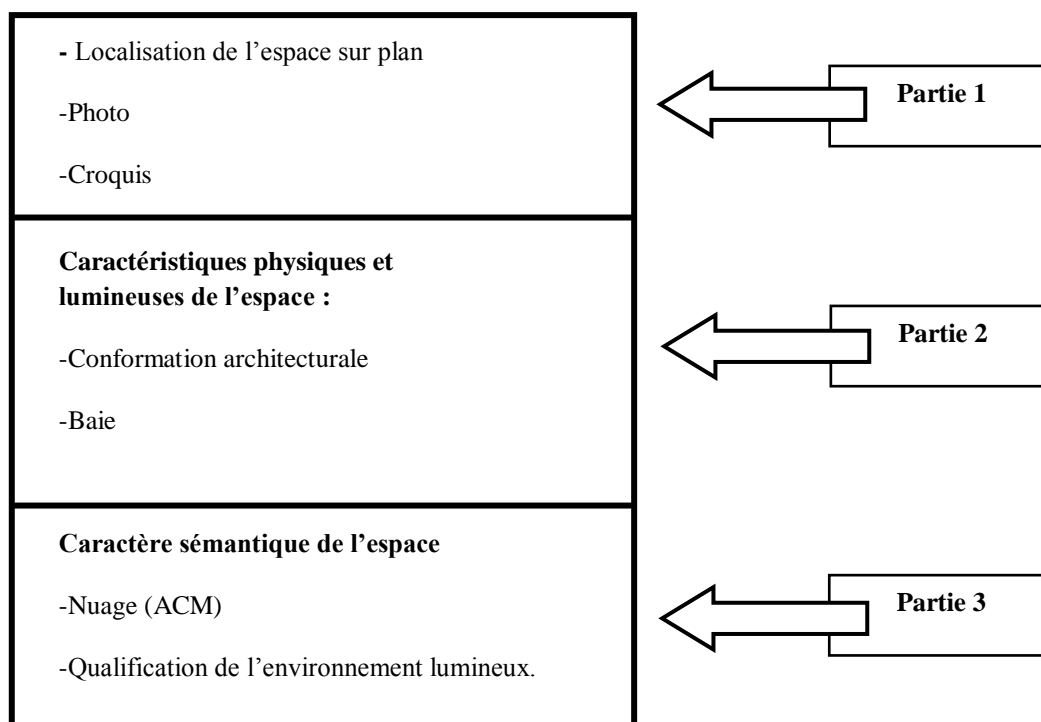 - Localisation de l’espace sur plan
Partie 1
-Photo
-Croquis
Caractéristiques physiques et
lumineuses de l’espace :
Partie 2
-Conformation architecturale
-Baie
Caractère sémantique de l’espace
-Nuage (ACM)
Partie 3
-Qualification de l’environnement lumineux.